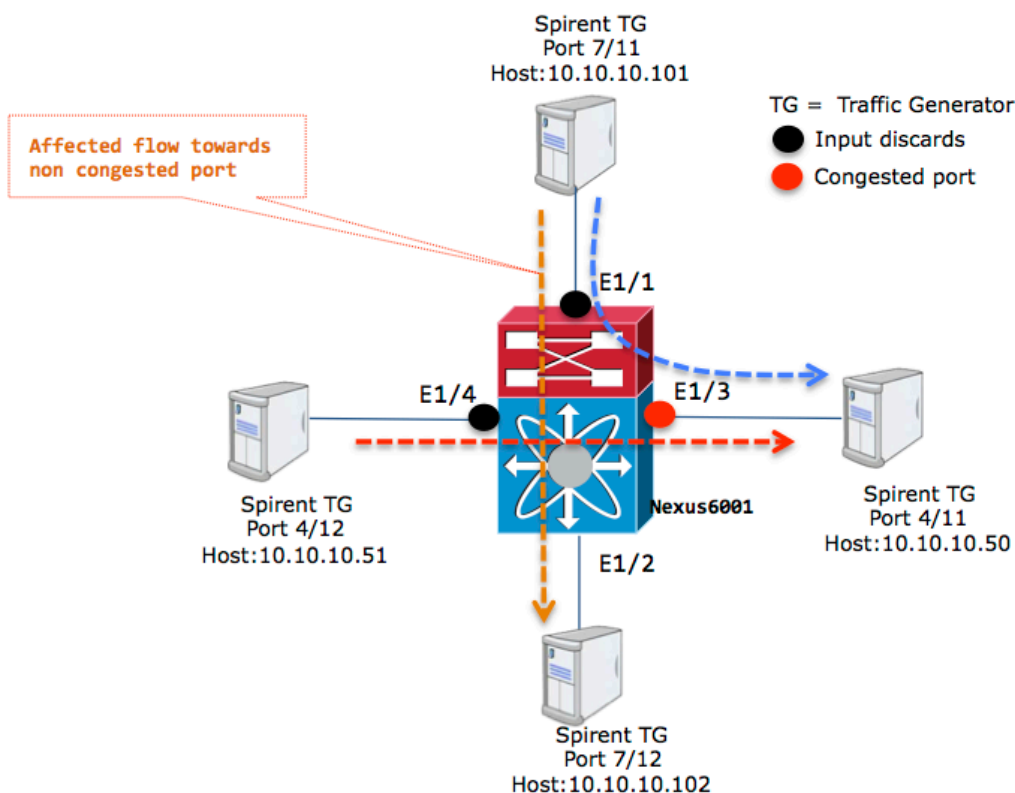 Spirent TG
Port 7/11
Host:10.10.10.101
TG = Traffic Generator
Input discards
Congested port
Affected flow towards
non congested port
E1/1
E1/4
E1/3
Spirent TG
Port 4/12
Host:10.10.10.51
Nexus6001
Spirent TG
Port 4/11
Host:10.10.10.50
E1/2
Spirent TG
Port 7/12
Host:10.10.10.102